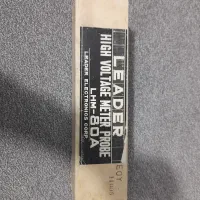 LEADER
HIGH VOLTAGE METER PROBE
LHM-80A
LEADER ELECTRONICS CORP.